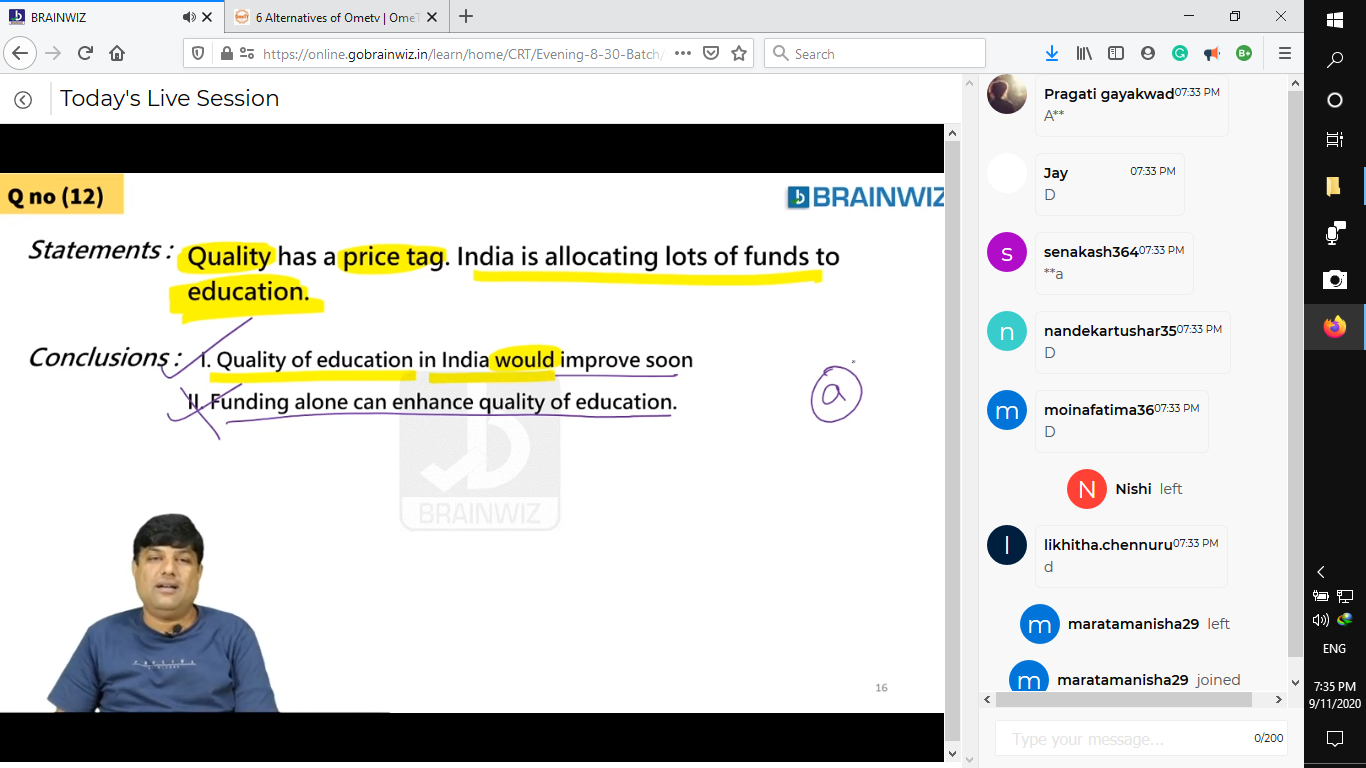 BRAINWIZ
6 Alternatives of Ometv | OmeT
https://online.gobrainwiz.in/learn/home/CRT/Evening-8-30-Batch/
Search
Today's Live Session
Q no (12)
BRAINWIZ
Statements : Quality has a price tag. India is allocating lots of funds to
education.
Conclusions : I. Quality of education in India would improve soon
II. Funding alone can enhance quality of education.
a
BRAINWIZ
16
Pragati gayakwad 07:33 PM
A**
Jay 07:33 PM
D
s
senakash364 07:33 PM
**a
n
nandekartushar35 07:33 PM
D
m
moinafatima36 07:33 PM
D
N
Nishi left
l
likhitha.chennuru 07:33 PM
d
m
maratamanisha29 left
m
maratamanisha29 joined
Type your message...
0/200
B+
ENG
7:35 PM
9/11/2020